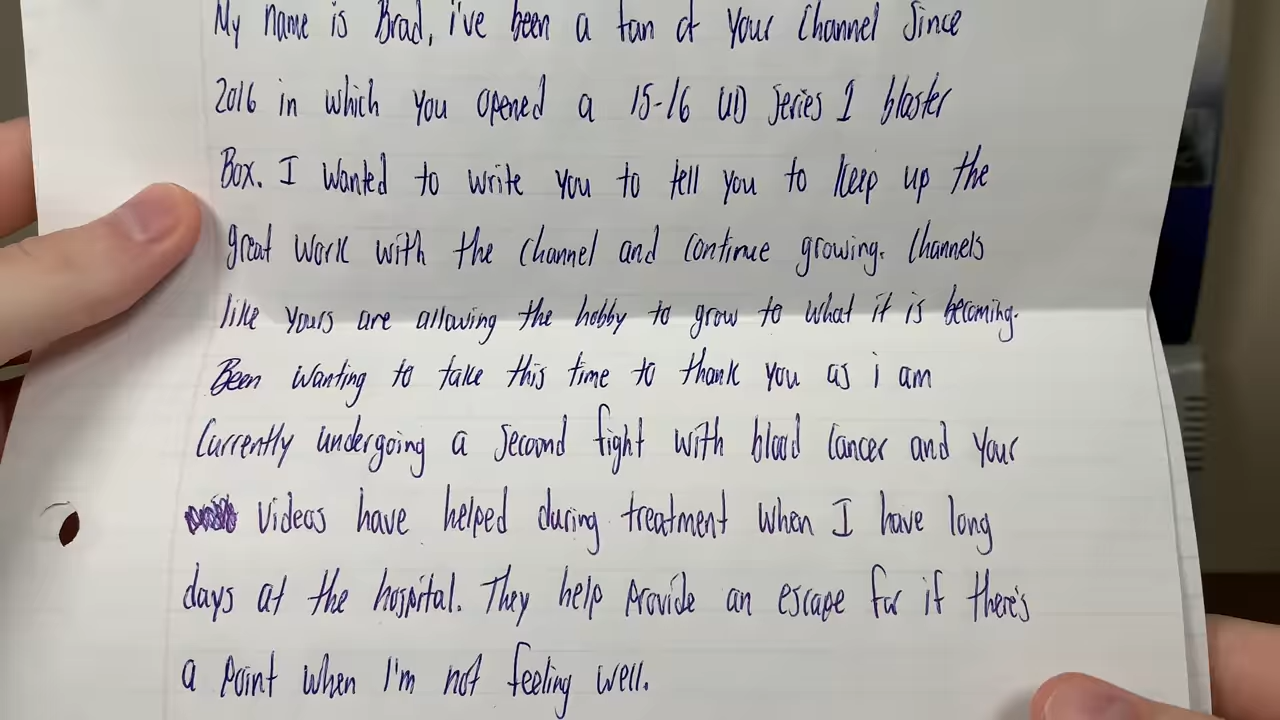 My name is Brad, i've been a fan of your Channel Since
2016 in which you opened a 15-16 UD Series 1 blaster
Box. I wanted to write you to tell you to keep up the
great work with the channel and continue growing. Channels
like yours are allowing the hobby to grow to what it is becoming.
Been wanting to take this time to thank you as i am
Currently undergoing a second fight with blood cancer and your
videos have helped during treatment when I have long
days at the hospital. They help provide an escape for if there's
a point when I'm not feeling well.